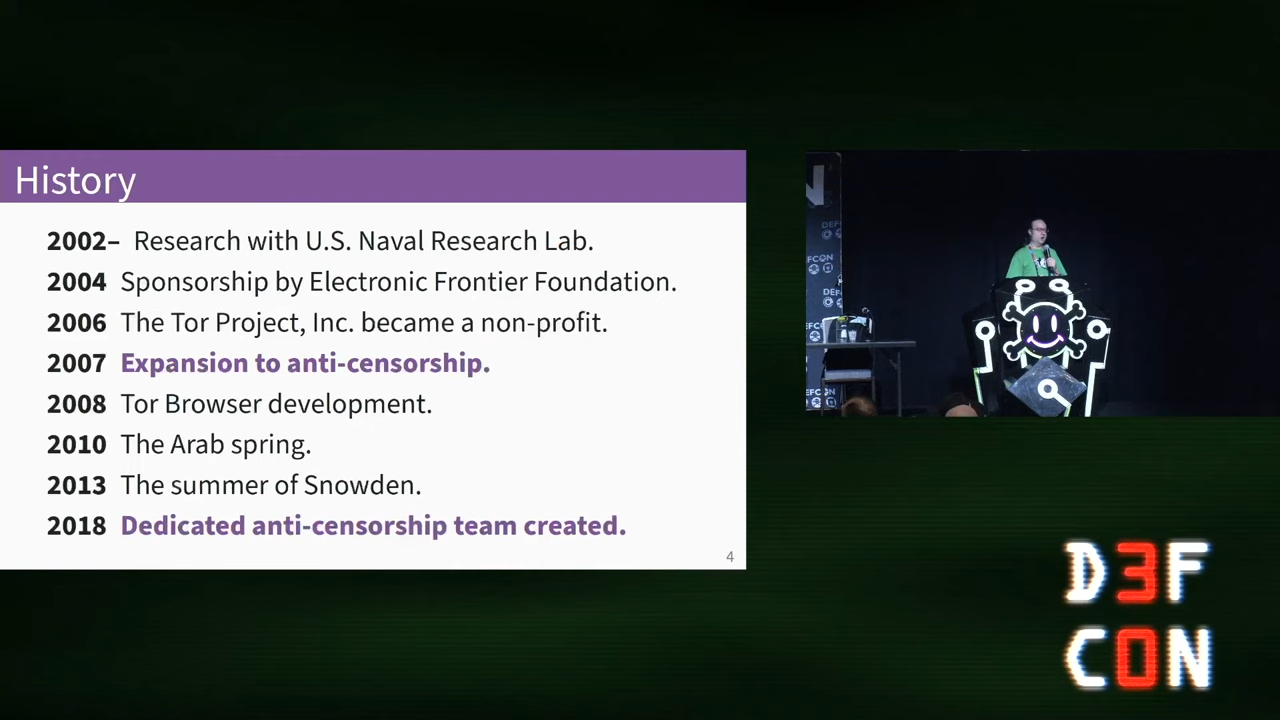 History
2002– Research with U.S. Naval Research Lab.
2004 Sponsorship by Electronic Frontier Foundation.
2006 The Tor Project, Inc. became a non-profit.
2007 Expansion to anti-censorship.
2008 Tor Browser development.
2010 The Arab spring.
2013 The summer of Snowden.
2018 Dedicated anti-censorship team created.
4
D3F
C0N